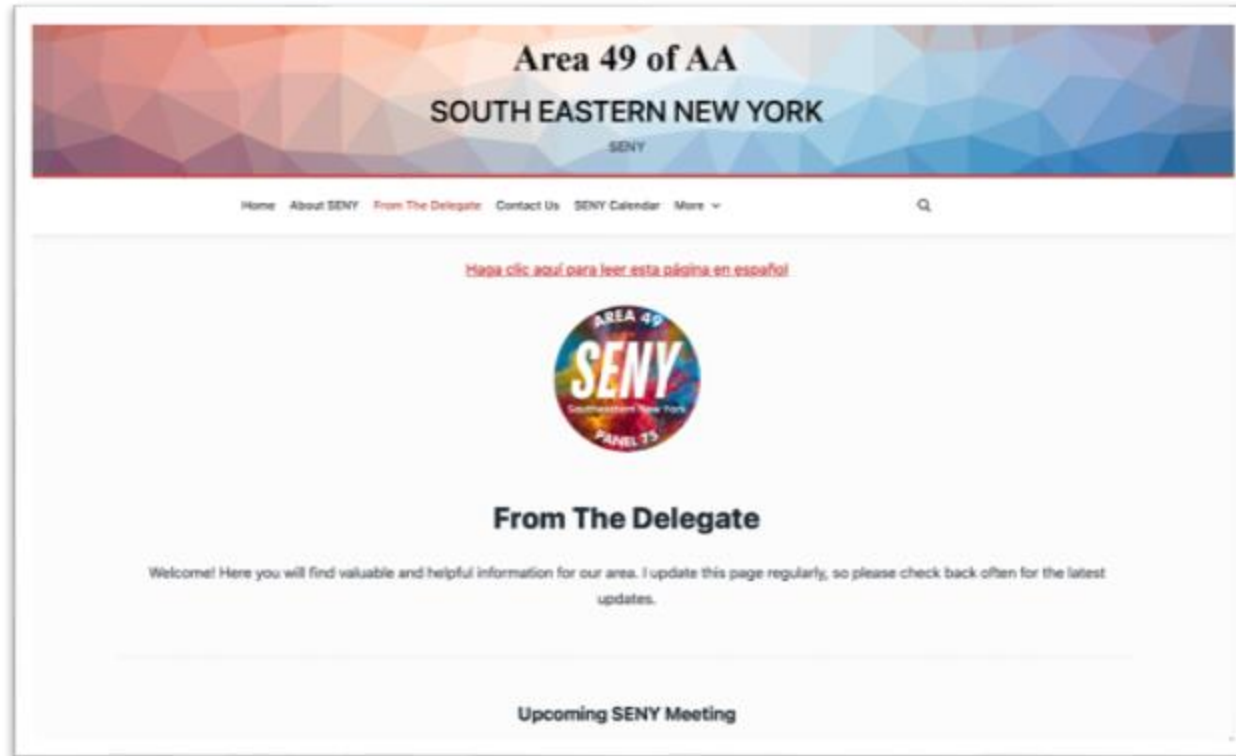 Area 49 of AA
SOUTH EASTERN NEW YORK
SENY
Home About SENY From The Delegate Contact Us SENY Calendar More
Haga clic aquí para leer esta página en español
AREA 49
SENY
Southeastern New York
PANEL 75
From The Delegate
Welcome! Here you will find valuable and helpful information for our area. I update this page regularly, so please check back often for the latest
updates.
Upcoming SENY Meeting